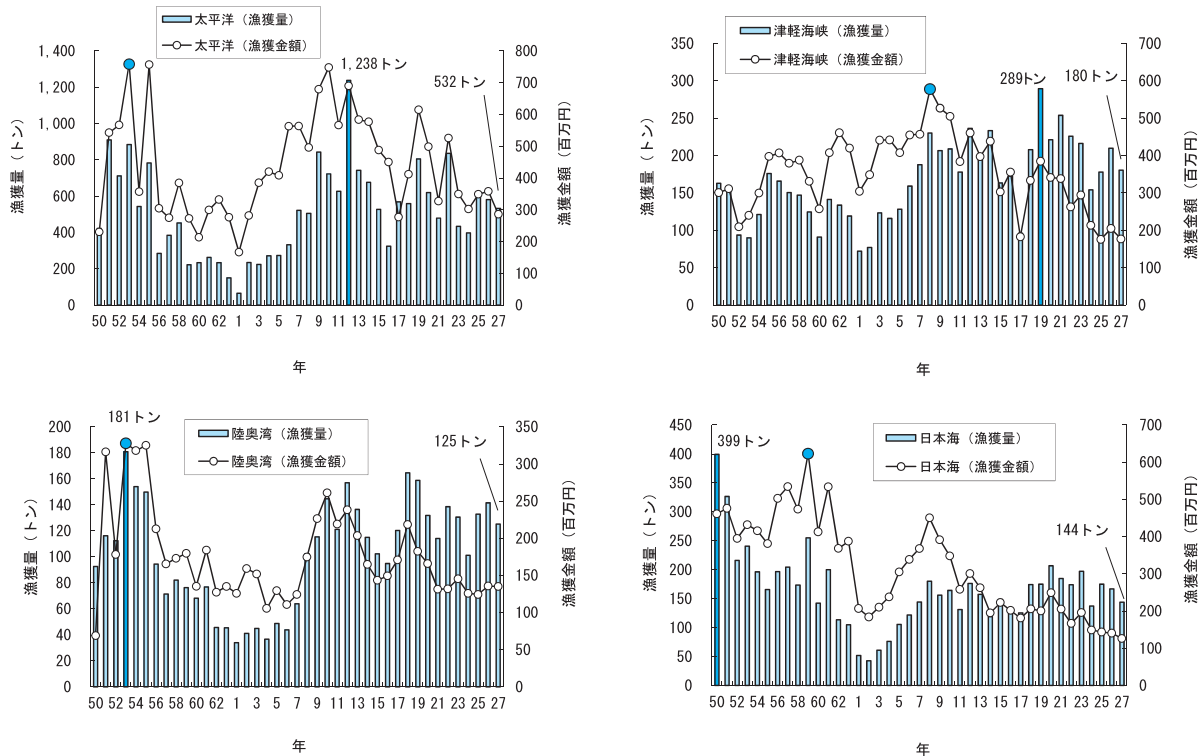 太平洋（漁獲量）
太平洋（漁獲金額）
1,238トン
532トン
漁獲量（トン）
1,400
1,200
1,000
800
600
400
200
0
800
700
600
500
400
300
200
100
0
漁獲金額（百万円）
50 52 54 56 58 60 62 1 3 5 7 9 11 13 15 17 19 21 23 25 27
年
津軽海峡（漁獲量）
津軽海峡（漁獲金額）
289トン
180トン
漁獲量（トン）
350
300
250
200
150
100
50
0
700
600
500
400
300
200
100
0
漁獲金額（百万円）
50 52 54 56 58 60 62 1 3 5 7 9 11 13 15 17 19 21 23 25 27
年
181トン
陸奥湾（漁獲量）
陸奥湾（漁獲金額）
125トン
漁獲量（トン）
200
180
160
140
120
100
80
60
40
20
0
350
300
250
200
150
100
50
0
漁獲金額（百万円）
50 52 54 56 58 60 62 1 3 5 7 9 11 13 15 17 19 21 23 25 27
年
399トン
日本海（漁獲量）
日本海（漁獲金額）
144トン
漁獲量（トン）
450
400
350
300
250
200
150
100
50
0
700
600
500
400
300
200
100
0
漁獲金額（百万円）
50 52 54 56 58 60 62 1 3 5 7 9 11 13 15 17 19 21 23 25 27
年